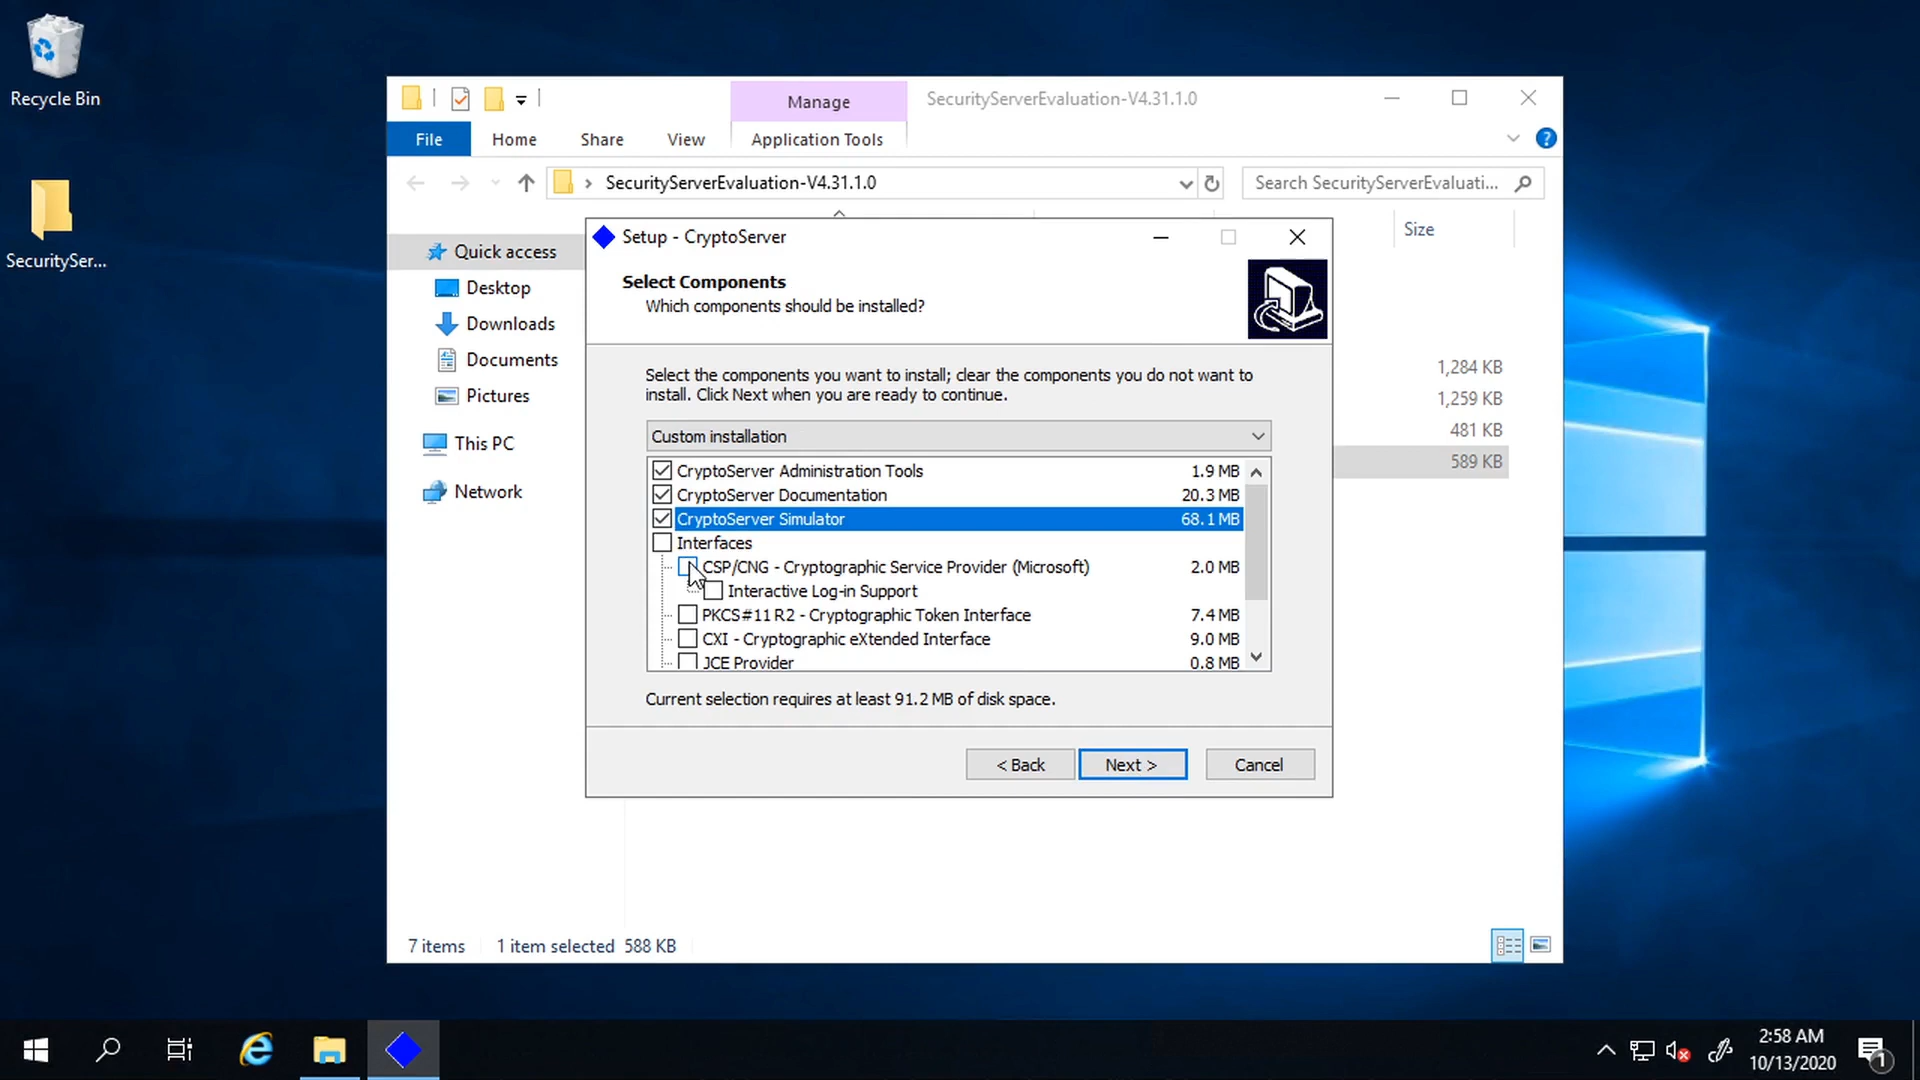 Recycle Bin
SecuritySer...
Manage
SecurityServerEvaluation-V4.31.1.0
File
Home
Share
View
Application Tools
SecurityServerEvaluation-V4.31.1.0
Search SecurityServerEvaluati...
Size
Quick access
Desktop
Downloads
Documents
Pictures
This PC
Network
1,284 KB
1,259 KB
481 KB
589 KB
Setup - CryptoServer
Select Components
Which components should be installed?
Select the components you want to install; clear the components you do not want to
install. Click Next when you are ready to continue.
Custom installation
CryptoServer Administration Tools 1.9 MB
CryptoServer Documentation 20.3 MB
CryptoServer Simulator 68.1 MB
Interfaces
CSP/CNG - Cryptographic Service Provider (Microsoft) 2.0 MB
Interactive Log-in Support
PKCS#11 R2 - Cryptographic Token Interface 7.4 MB
CXI - Cryptographic eXtended Interface 9.0 MB
JCE Provider 0.8 MB
Current selection requires at least 91.2 MB of disk space.
< Back
Next >
Cancel
7 items 1 item selected 588 KB
2:58 AM
10/13/2020
1